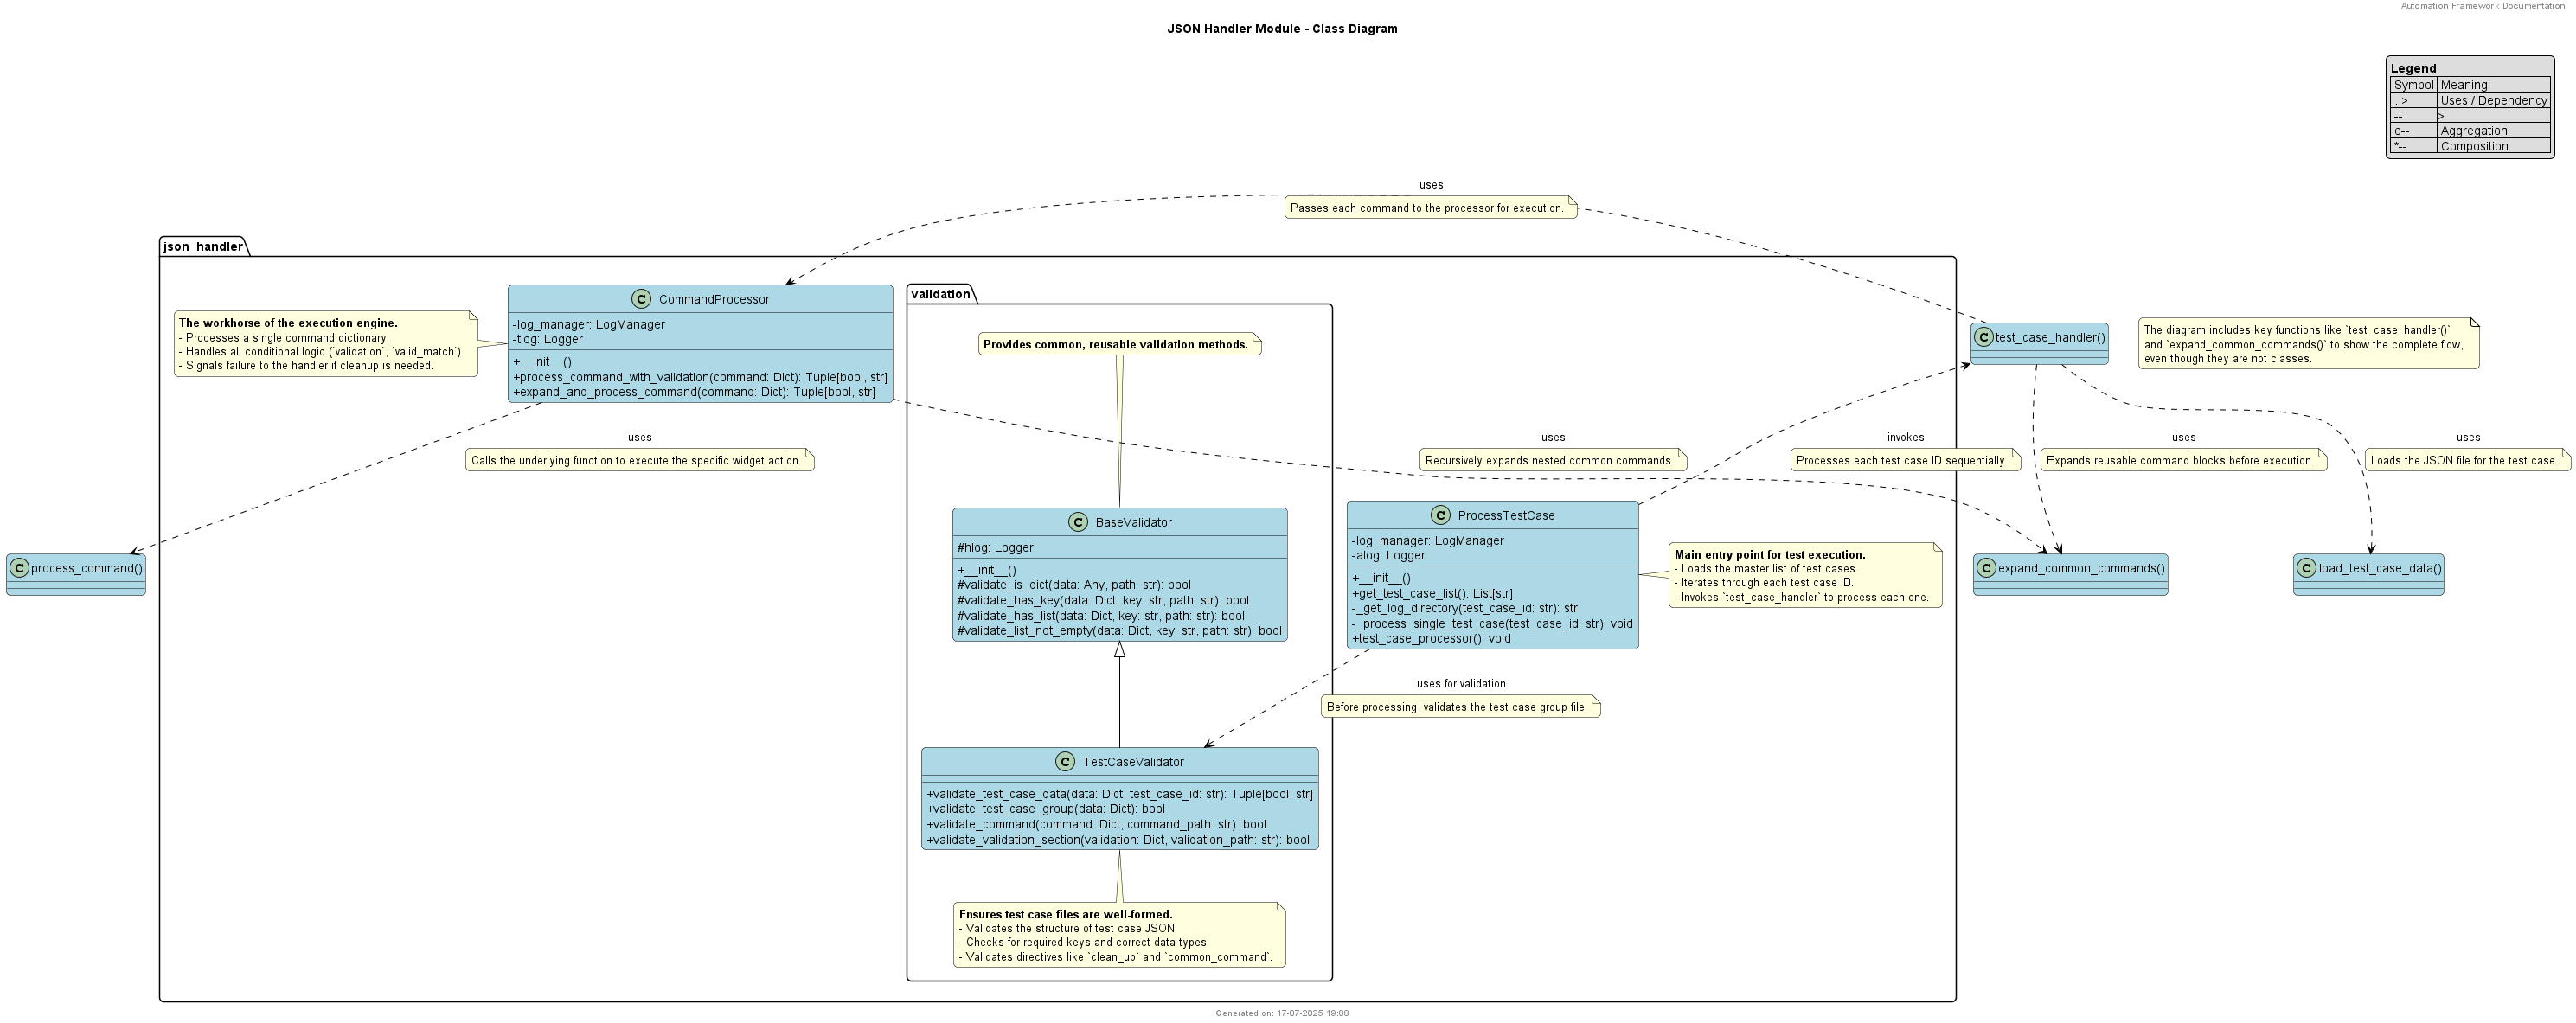 Automation Framework Documentation
JSON Handler Module - Class Diagram
Legend
Symbol Meaning
..> Uses / Dependency
-- >
o-- Aggregation
*-- Composition
uses
Passes each command to the processor for execution.
json_handler
C CommandProcessor
-log_manager: LogManager
-tlog: Logger
+__init__()
+process_command_with_validation(command: Dict): Tuple[bool, str]
+expand_and_process_command(command: Dict): Tuple[bool, str]
The workhorse of the execution engine.
- Processes a single command dictionary.
- Handles all conditional logic (`validation`, `valid_match`).
- Signals failure to the handler if cleanup is needed.
validation
Provides common, reusable validation methods.
C test_case_handler()
The diagram includes key functions like `test_case_handler()`
and `expand_common_commands()` to show the complete flow,
even though they are not classes.
uses
Calls the underlying function to execute the specific widget action.
uses
Recursively expands nested common commands.
invokes
Processes each test case ID sequentially.
uses
Expands reusable command blocks before execution.
uses
Loads the JSON file for the test case.
C process_command()
C BaseValidator
#hlog: Logger
+__init__()
#validate_is_dict(data: Any, path: str): bool
#validate_has_key(data: Dict, key: str, path: str): bool
#validate_has_list(data: Dict, key: str, path: str): bool
#validate_list_not_empty(data: Dict, key: str, path: str): bool
C ProcessTestCase
-log_manager: LogManager
-alog: Logger
+__init__()
+get_test_case_list(): List[str]
-_get_log_directory(test_case_id: str): str
-_process_single_test_case(test_case_id: str): void
+test_case_processor(): void
Main entry point for test execution.
- Loads the master list of test cases.
- Iterates through each test case ID.
- Invokes `test_case_handler` to process each one.
C expand_common_commands()
C load_test_case_data()
uses for validation
Before processing, validates the test case group file.
C TestCaseValidator
+validate_test_case_data(data: Dict, test_case_id: str): Tuple[bool, str]
+validate_test_case_group(data: Dict): bool
+validate_command(command: Dict, command_path: str): bool
+validate_validation_section(validation: Dict, validation_path: str): bool
Ensures test case files are well-formed.
- Validates the structure of test case JSON.
- Checks for required keys and correct data types.
- Validates directives like `clean_up` and `common_command`.
Generated on: 17-07-2025 19:08